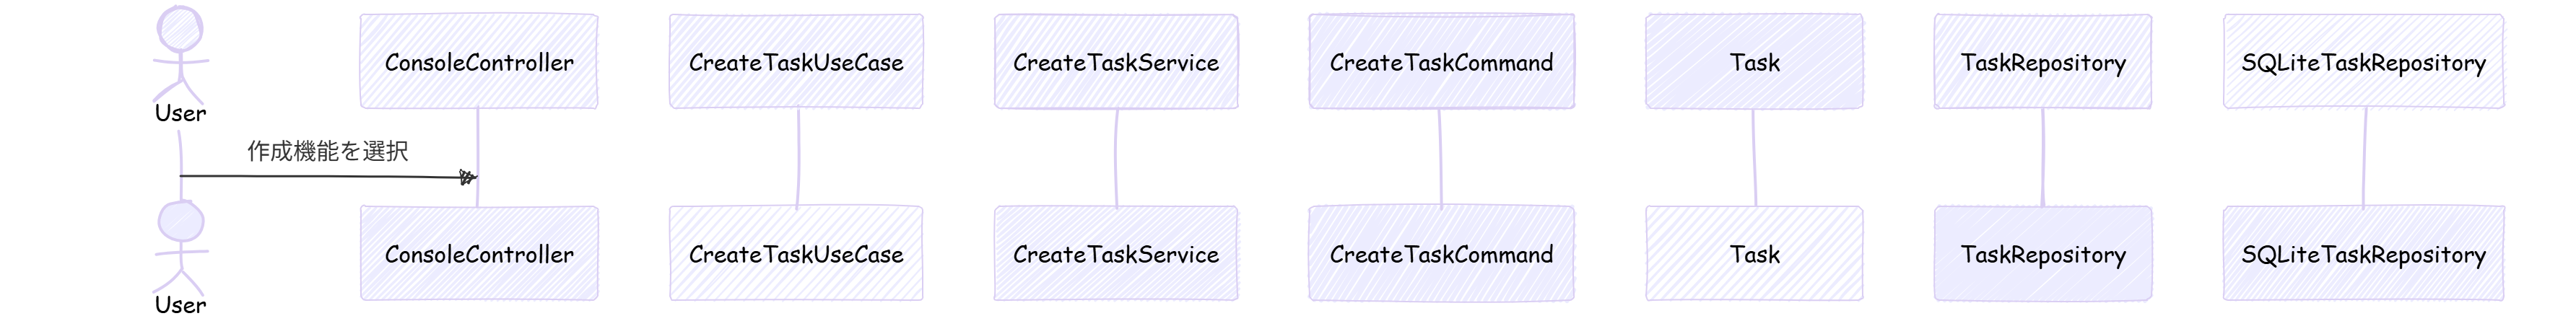 ConsoleController
CreateTaskUseCase
CreateTaskService
CreateTaskCommand
Task
TaskRepository
SQLiteTaskRepository
User
作成機能を選択
ConsoleController
CreateTaskUseCase
CreateTaskService
CreateTaskCommand
Task
TaskRepository
SQLiteTaskRepository
User